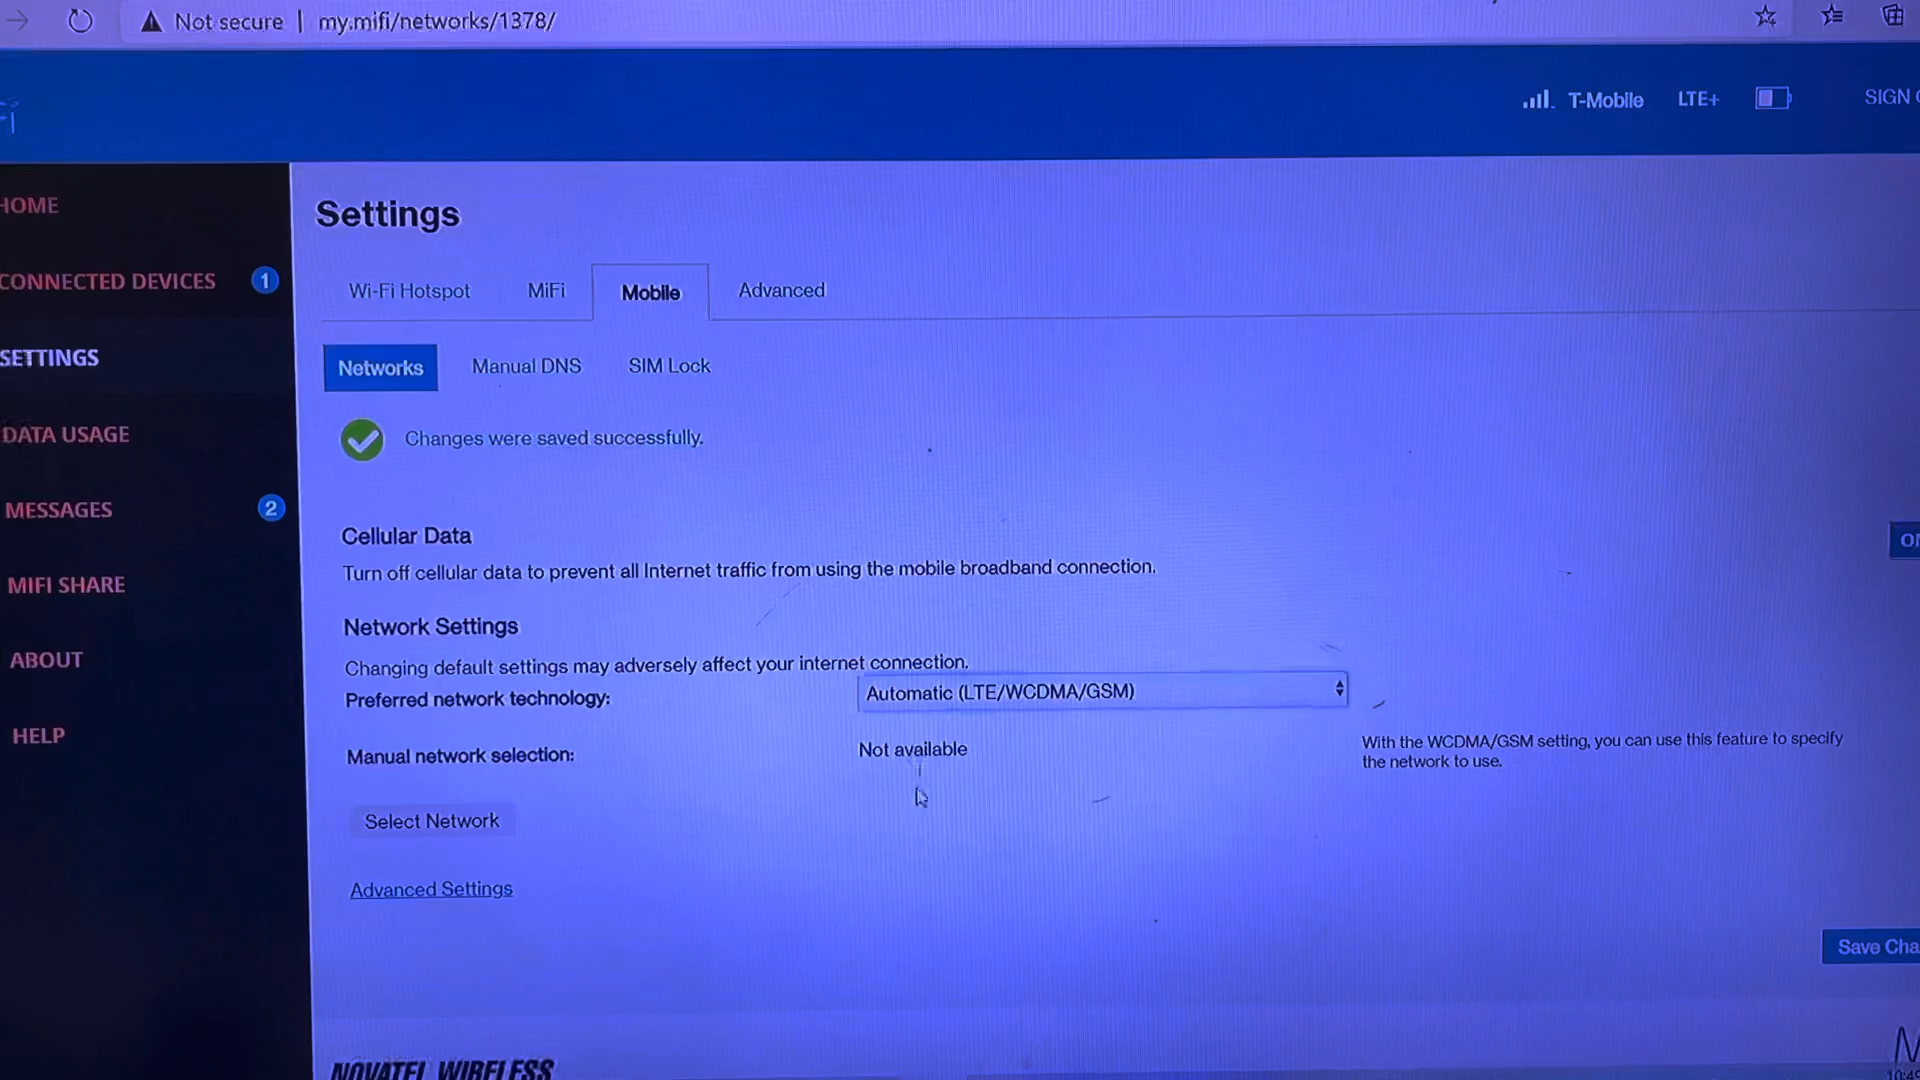 Not secure | my.mifi/networks/1378/
T-Mobile LTE+ SIGN
HOME
CONNECTED DEVICES 1
SETTINGS
DATA USAGE
MESSAGES 2
MIFI SHARE
ABOUT
HELP
Settings
Wi-Fi Hotspot MiFi Mobile Advanced
Networks Manual DNS SIM Lock
Changes were saved successfully.
Cellular Data
ON
Turn off cellular data to prevent all Internet traffic from using the mobile broadband connection.
Network Settings
Changing default settings may adversely affect your internet connection.
Preferred network technology: Automatic (LTE/WCDMA/GSM)
Manual network selection: Not available
With the WCDMA/GSM setting, you can use this feature to specify
the network to use.
Select Network
Advanced Settings
Save Cha
NOVATEL WIRELESS